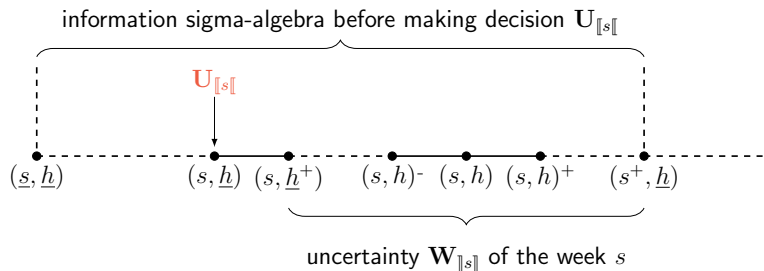 information sigma-algebra before making decision U⟦s⟦
U⟦s⟦
(s̲, h̲) (s, h̲) (s, h̲⁺) (s, h)⁻ (s, h) (s, h)⁺ (s⁺, h̲)
uncertainty W⟧s⟧ of the week s